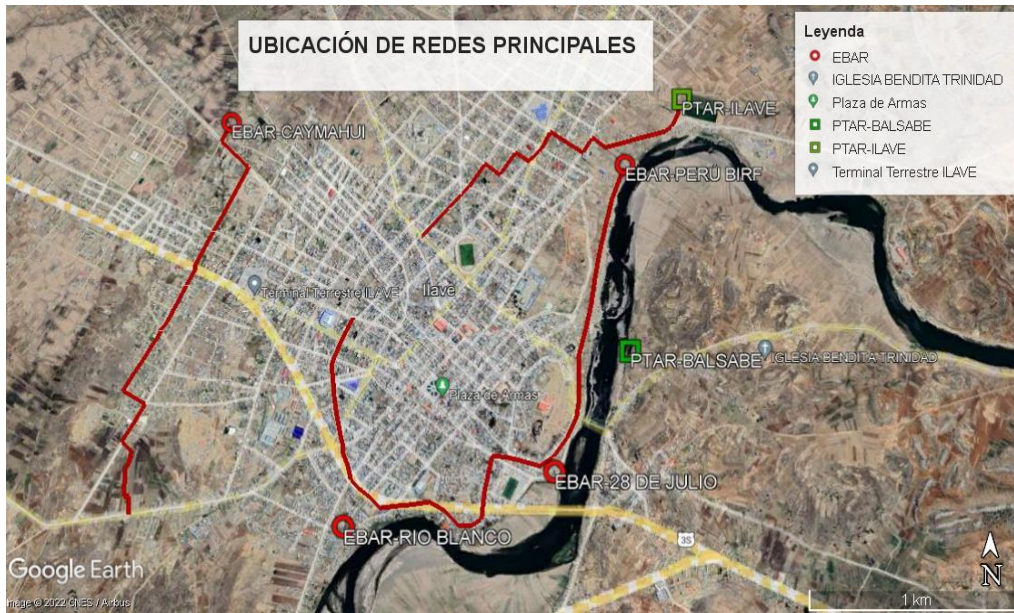 UBICACIÓN DE REDES PRINCIPALES
Leyenda
EBAR
IGLESIA BENDITA TRINIDAD
Plaza de Armas
PTAR-BALSABE
PTAR-ILAVE
Terminal Terrestre ILAVE
PTAR-ILAVE
EBAR-CAYMAHUI
EBAR-PERÚ BIRF
Terminal Terrestre ILAVE
Ilave
PTAR-BALSABE
IGLESIA BENDITA TRINIDAD
Plaza de Armas
EBAR-28 DE JULIO
EBAR-RIO BLANCO
3S
N
Google Earth
1 km
Image © 2022 CNES / Airbus